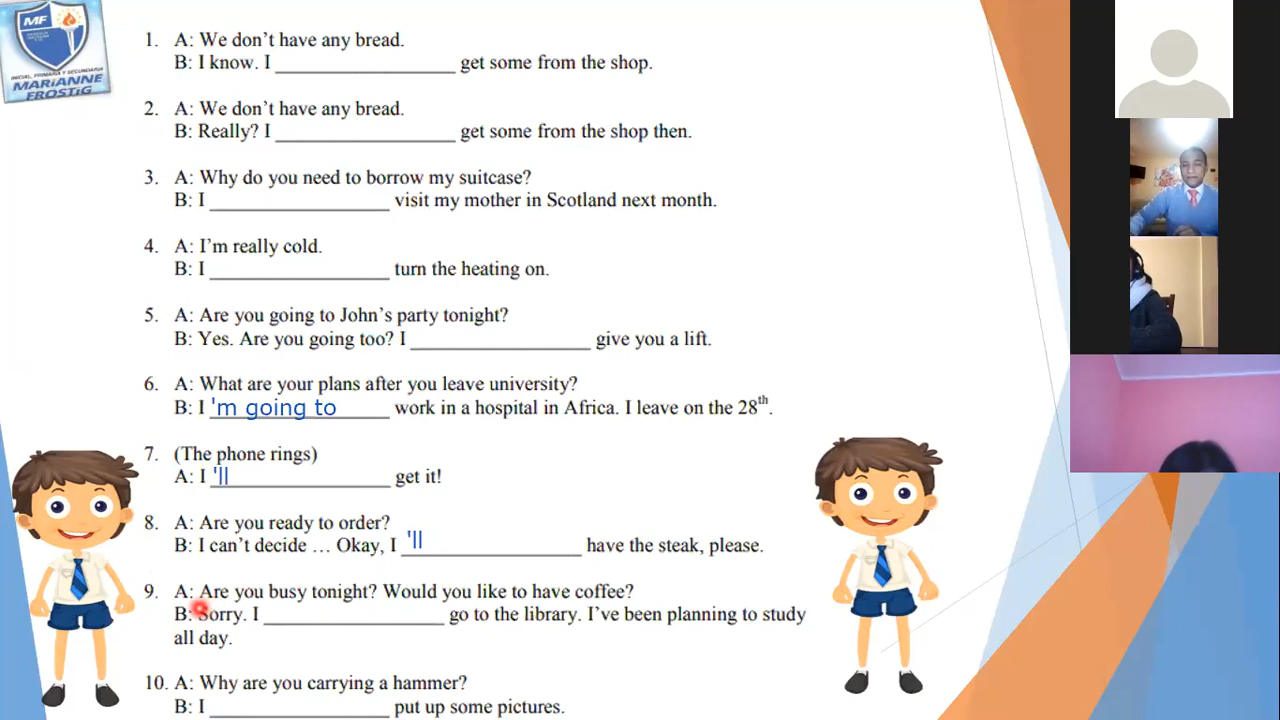 MF
INICIAL, PRIMARIA Y SECUNDARIA
MARiANNE
FROSTiG
1. A: We don’t have any bread.
B: I know. I __________________ get some from the shop.
2. A: We don’t have any bread.
B: Really? I __________________ get some from the shop then.
3. A: Why do you need to borrow my suitcase?
B: I __________________ visit my mother in Scotland next month.
4. A: I’m really cold.
B: I __________________ turn the heating on.
5. A: Are you going to John’s party tonight?
B: Yes. Are you going too? I __________________ give you a lift.
6. A: What are your plans after you leave university?
B: I 'm going to work in a hospital in Africa. I leave on the 28th.
7. (The phone rings)
A: I 'll get it!
8. A: Are you ready to order?
B: I can’t decide … Okay, I 'll have the steak, please.
9. A: Are you busy tonight? Would you like to have coffee?
B: Sorry. I __________________ go to the library. I’ve been planning to study
all day.
10. A: Why are you carrying a hammer?
B: I __________________ put up some pictures.